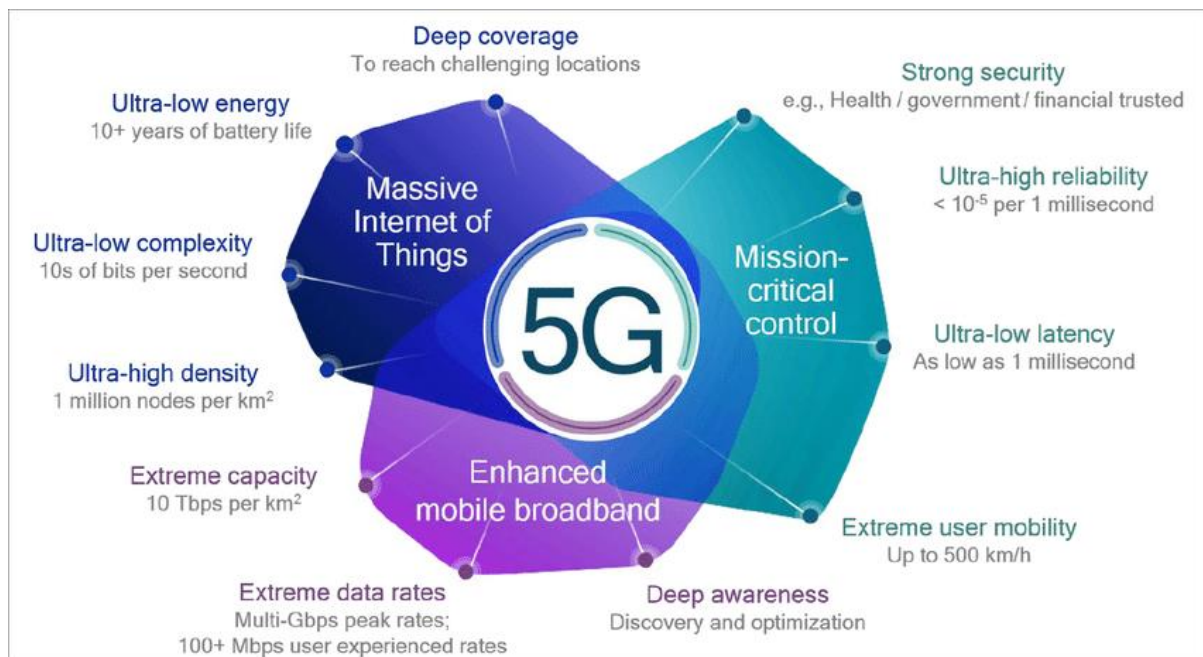 Deep coverage
To reach challenging locations
Strong security
e.g., Health / government / financial trusted
Ultra-low energy
10+ years of battery life
Ultra-high reliability
< 10⁻⁵ per 1 millisecond
Massive
Internet of
Things
Ultra-low complexity
10s of bits per second
Mission-
critical
control
5G
Ultra-low latency
As low as 1 millisecond
Ultra-high density
1 million nodes per km²
Extreme capacity
10 Tbps per km²
Enhanced
mobile broadband
Extreme user mobility
Up to 500 km/h
Extreme data rates
Multi-Gbps peak rates;
100+ Mbps user experienced rates
Deep awareness
Discovery and optimization